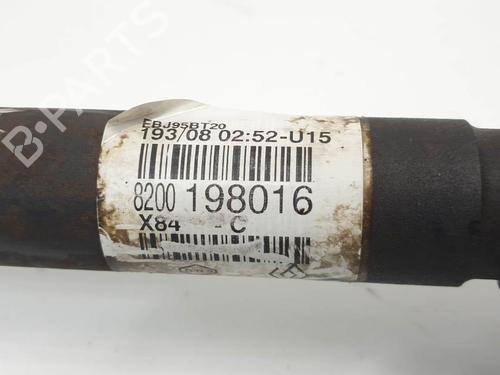 B-PARTS
EBJ95BT20
193/08 02:52-U15
8200 198016
X84 - C